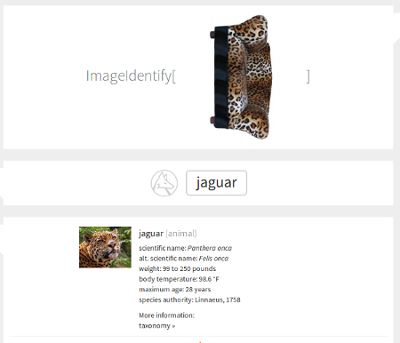 ImageIdentify[ ]
jaguar
jaguar (animal)
scientific name: Panthera onca
alt. scientific name: Felis onca
weight: 99 to 250 pounds
body temperature: 98.6 °F
maximum age: 28 years
species authority: Linnaeus, 1758
More information:
taxonomy »